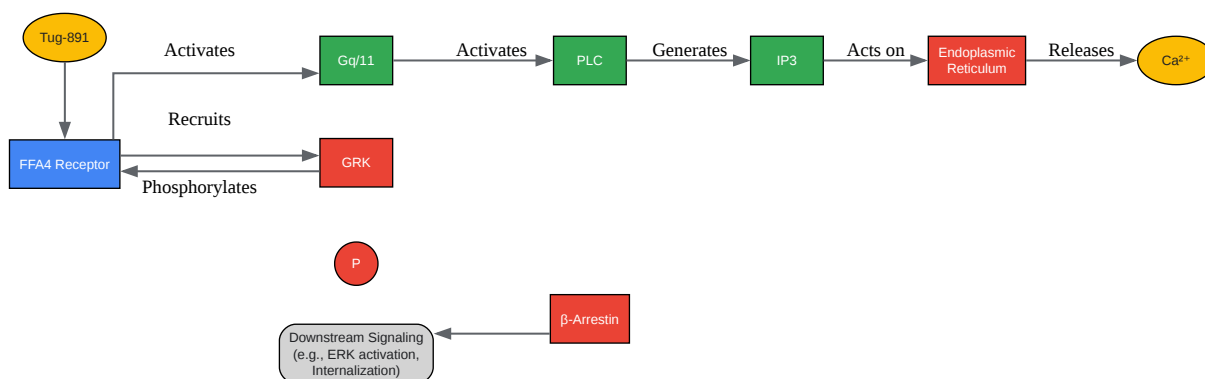 Tug-891
Activates
Gq/11
Activates
PLC
Generates
IP3
Acts on
Endoplasmic
Reticulum
Releases
Ca²⁺
Recruits
FFA4 Receptor
GRK
Phosphorylates
P
β-Arrestin
Downstream Signaling
(e.g., ERK activation,
Internalization)